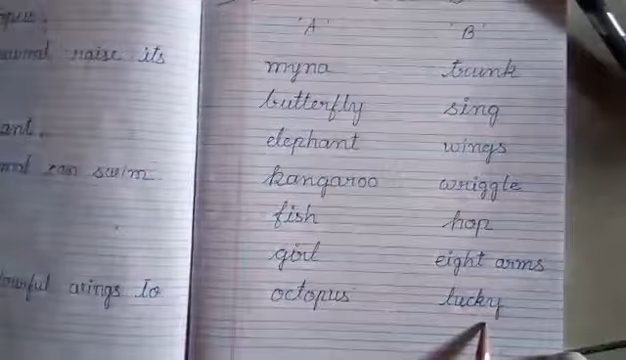 raise its
ant.
can swim
wings to
'A' 'B'
myna trunk
butterfly sing
elephant wings
kangaroo wriggle
fish hop
girl eight arms
octopus lucky